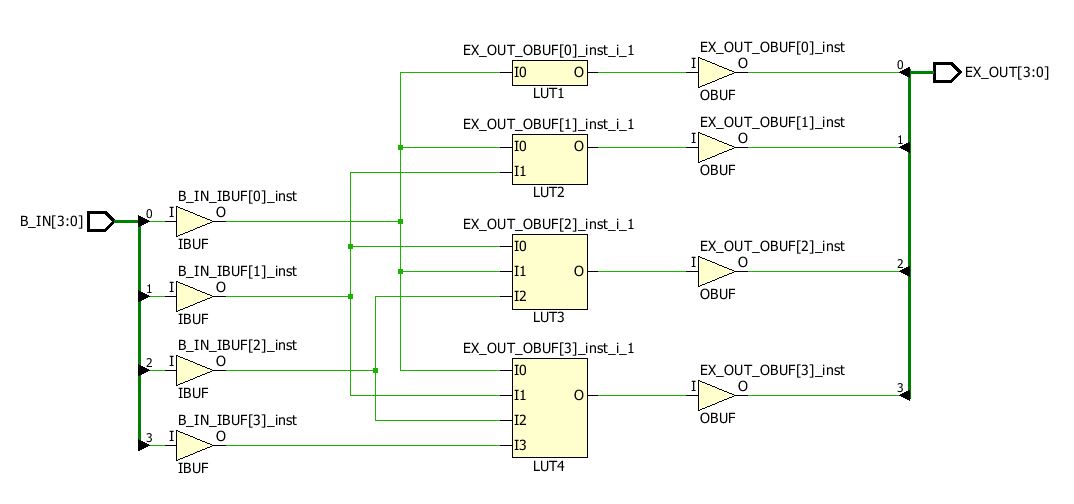 EX_OUT_OBUF[0]_inst_i_1
EX_OUT_OBUF[0]_inst
I0
O
I
O
0
EX_OUT[3:0]
LUT1
OBUF
EX_OUT_OBUF[1]_inst_i_1
EX_OUT_OBUF[1]_inst
I0
O
I
O
1
I1
OBUF
LUT2
B_IN_IBUF[0]_inst
B_IN[3:0]
0
I
O
IBUF
EX_OUT_OBUF[2]_inst_i_1
EX_OUT_OBUF[2]_inst
I0
I1
O
I
O
2
I2
OBUF
LUT3
B_IN_IBUF[1]_inst
1
I
O
IBUF
EX_OUT_OBUF[3]_inst_i_1
EX_OUT_OBUF[3]_inst
B_IN_IBUF[2]_inst
2
I
O
IBUF
I0
I1
O
I
O
3
I2
OBUF
I3
LUT4
B_IN_IBUF[3]_inst
3
I
O
IBUF